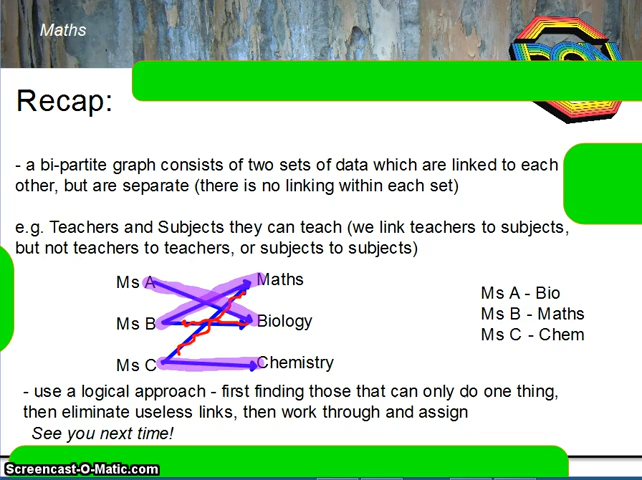 Maths
Recap:
- a bi-partite graph consists of two sets of data which are linked to each
other, but are separate (there is no linking within each set)
e.g. Teachers and Subjects they can teach (we link teachers to subjects,
but not teachers to teachers, or subjects to subjects)
Ms A Maths
Ms B Biology
Ms C Chemistry
Ms A - Bio
Ms B - Maths
Ms C - Chem
- use a logical approach - first finding those that can only do one thing,
then eliminate useless links, then work through and assign
See you next time!
Screencast-O-Matic.com